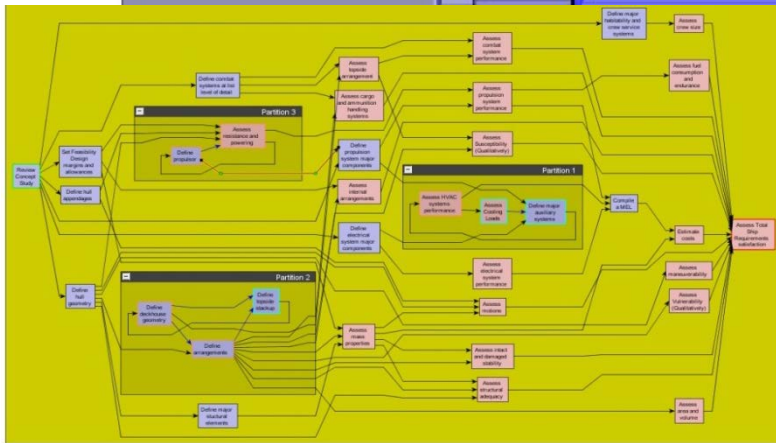 Define major
habitability and
crew service
systems
Assess
crew size
Assess
combat
system
performance
Assess
topside
arrangement
Define combat
systems at top
level of detail
Assess fuel
consumption
and
endurance
Assess cargo
and ammunition
handling
systems
Assess
propulsion
system
performance
Partition 3
Assess
resistance and
powering
Define
propulsor
Set Feasibility
Design
margins and
allowances
Review
Concept
Study
Define hull
appendages
Define
propulsion
system major
components
Assess
Susceptibility
(Qualitatively)
Partition 1
Assess HVAC
systems
performance
Assess
Cooling
Loads
Define major
auxiliary
systems
Assess
internal
arrangements
Compile
a MEL
Define
electrical
system major
components
Estimate
costs
Assess Total
Ship
Requirements
satisfaction
Assess
electrical
system
performance
Assess
maneuverability
Partition 2
Define
topside
stackup
Define
deckhouse
geometry
Define
arrangements
Define
hull
geometry
Assess
motions
Assess
Vulnerability
(Qualitatively)
Assess
mass
properties
Assess intact
and damaged
stability
Assess
structural
adequacy
Define major
structural
elements
Assess
area and
volume